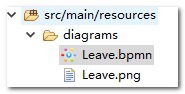 src/main/resources
diagrams
Leave.bpmn
Leave.png